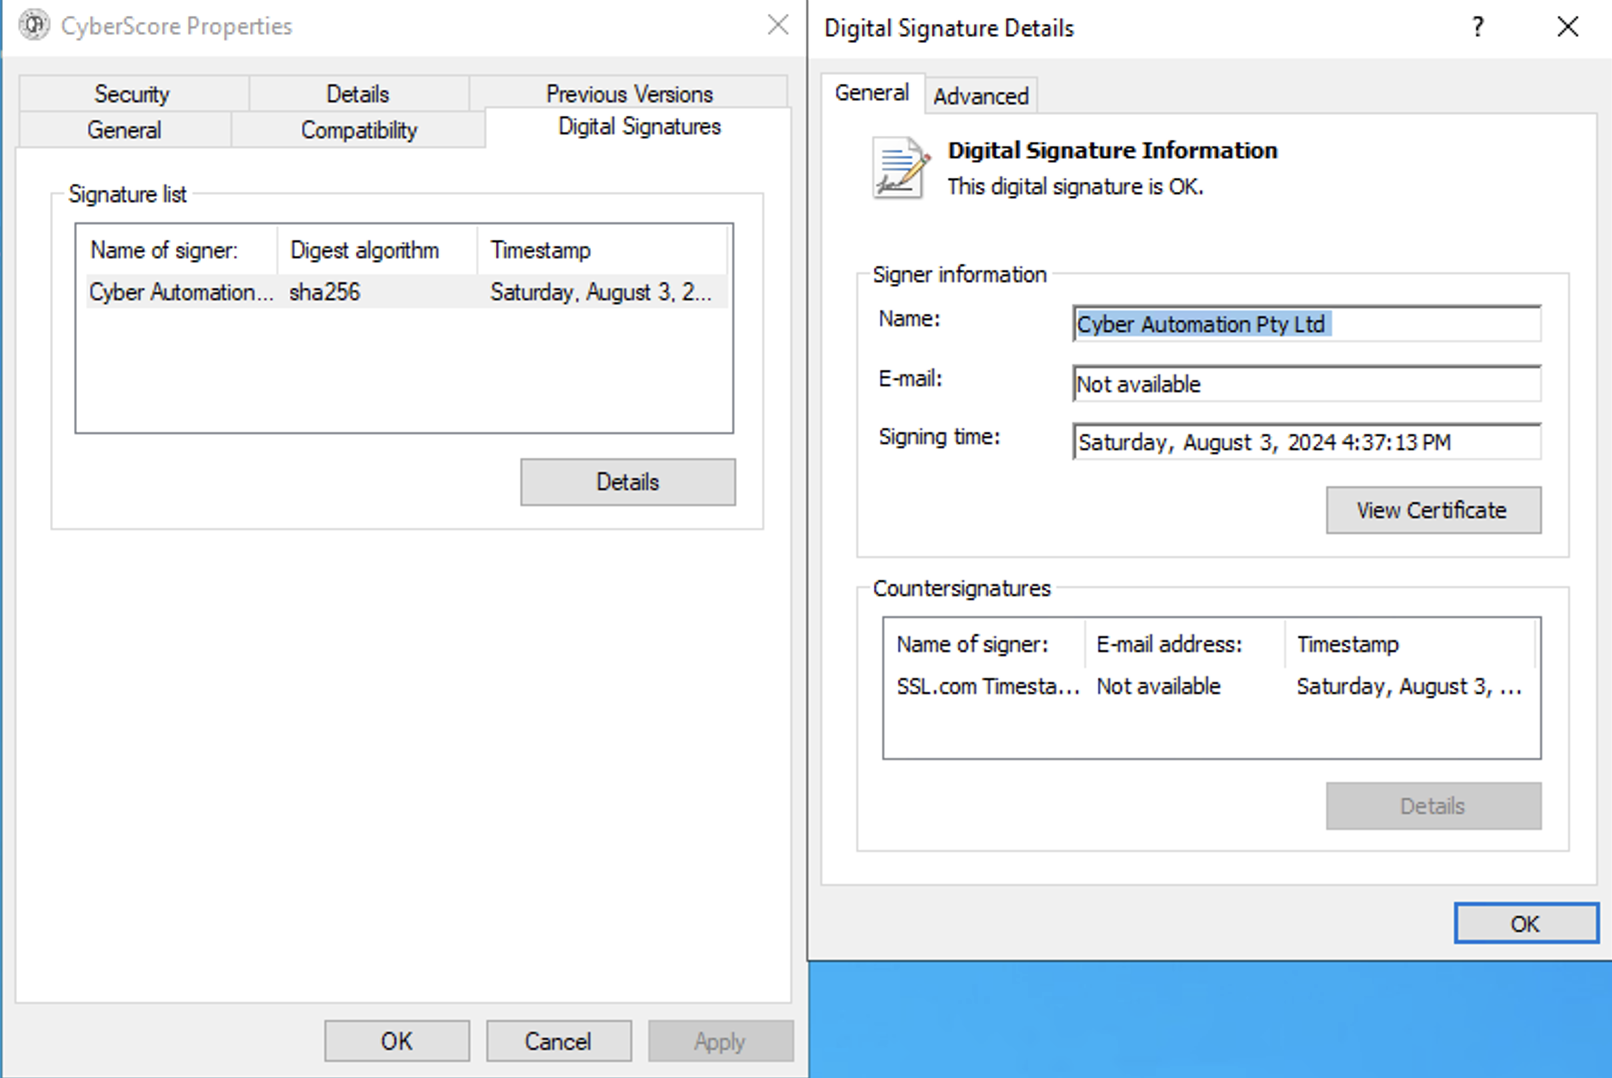 CyberScore Properties
Security Details Previous Versions
General Compatibility Digital Signatures
Signature list
Name of signer: Digest algorithm Timestamp
Cyber Automation... sha256 Saturday, August 3, 2...
Details
OK Cancel Apply
Digital Signature Details
?
General Advanced
Digital Signature Information
This digital signature is OK.
Signer information
Name: Cyber Automation Pty Ltd
E-mail: Not available
Signing time: Saturday, August 3, 2024 4:37:13 PM
View Certificate
Countersignatures
Name of signer: E-mail address: Timestamp
SSL.com Timesta... Not available Saturday, August 3, ...
Details
OK